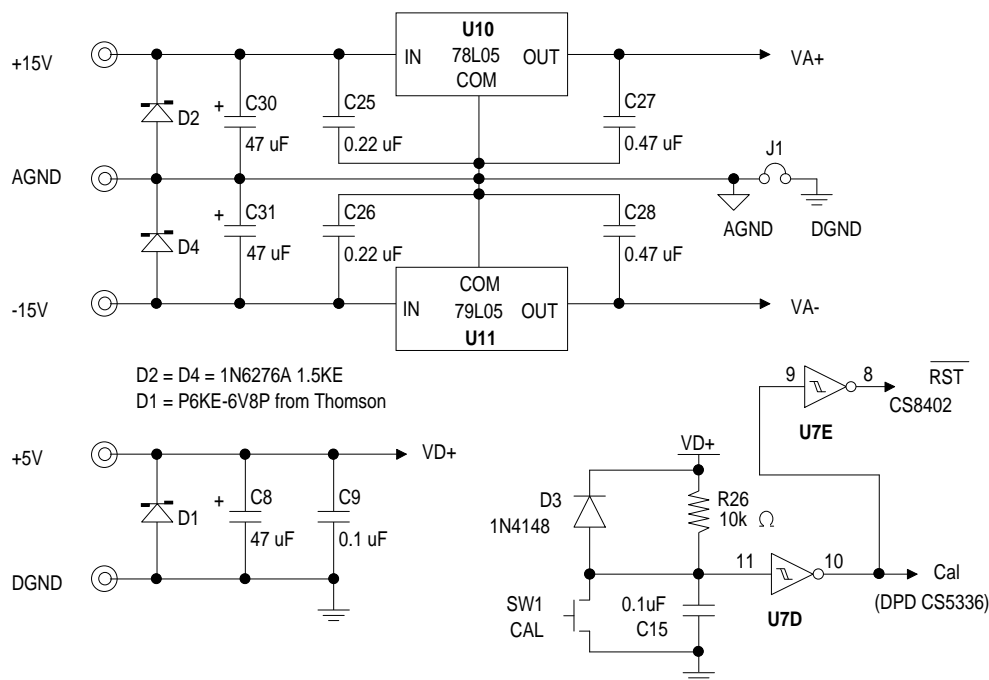 U10
+15V
IN
78L05
OUT
COM
VA+
D2
+
C30
47 uF
C25
0.22 uF
C27
0.47 uF
AGND
J1
D4
+
C31
47 uF
C26
0.22 uF
C28
0.47 uF
AGND
DGND
-15V
IN
COM
79L05
OUT
U11
VA-
D2 = D4 = 1N6276A 1.5KE
D1 = P6KE-6V8P from Thomson
+5V
VD+
D1
+
C8
47 uF
C9
0.1 uF
DGND
9
8
RST
CS8402
U7E
VD+
D3
1N4148
R26
10k Ω
11
10
Cal
(DPD CS5336)
U7D
SW1
CAL
0.1uF
C15